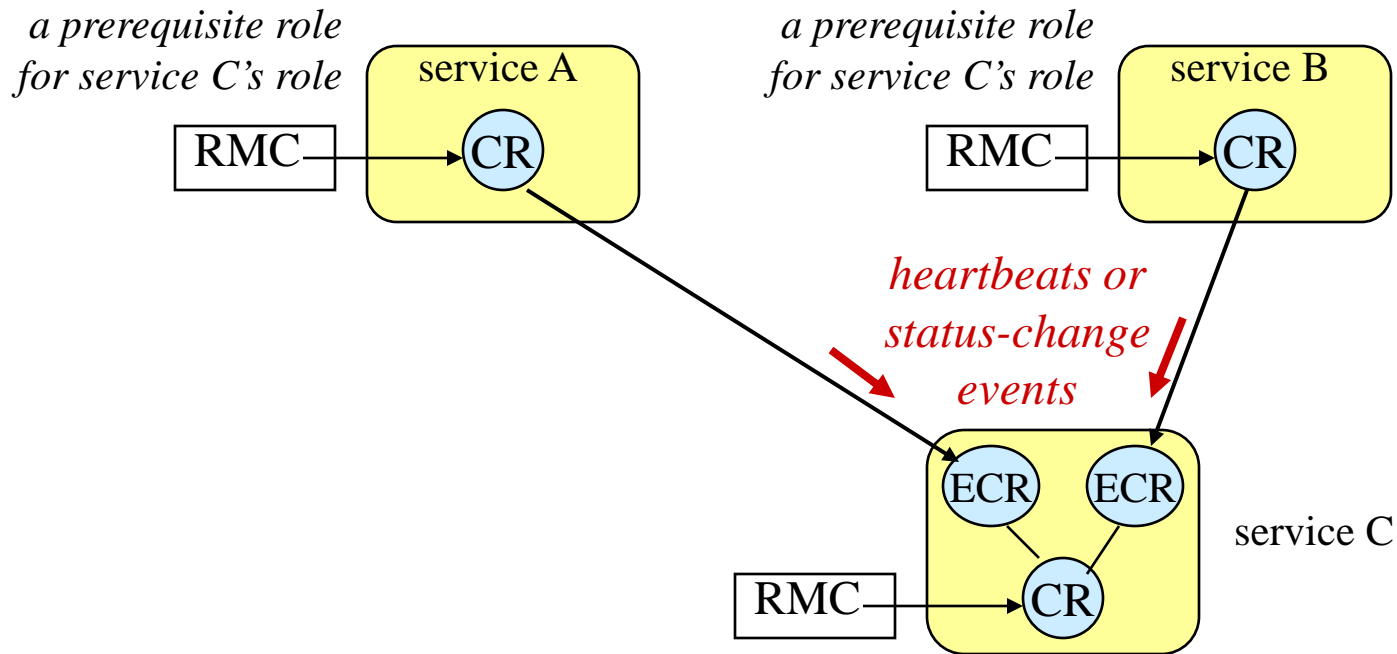 a prerequisite role
for service C’s role
service A
RMC
CR
a prerequisite role
for service C’s role
service B
RMC
CR
heartbeats or
status-change
events
ECR
ECR
service C
RMC
CR